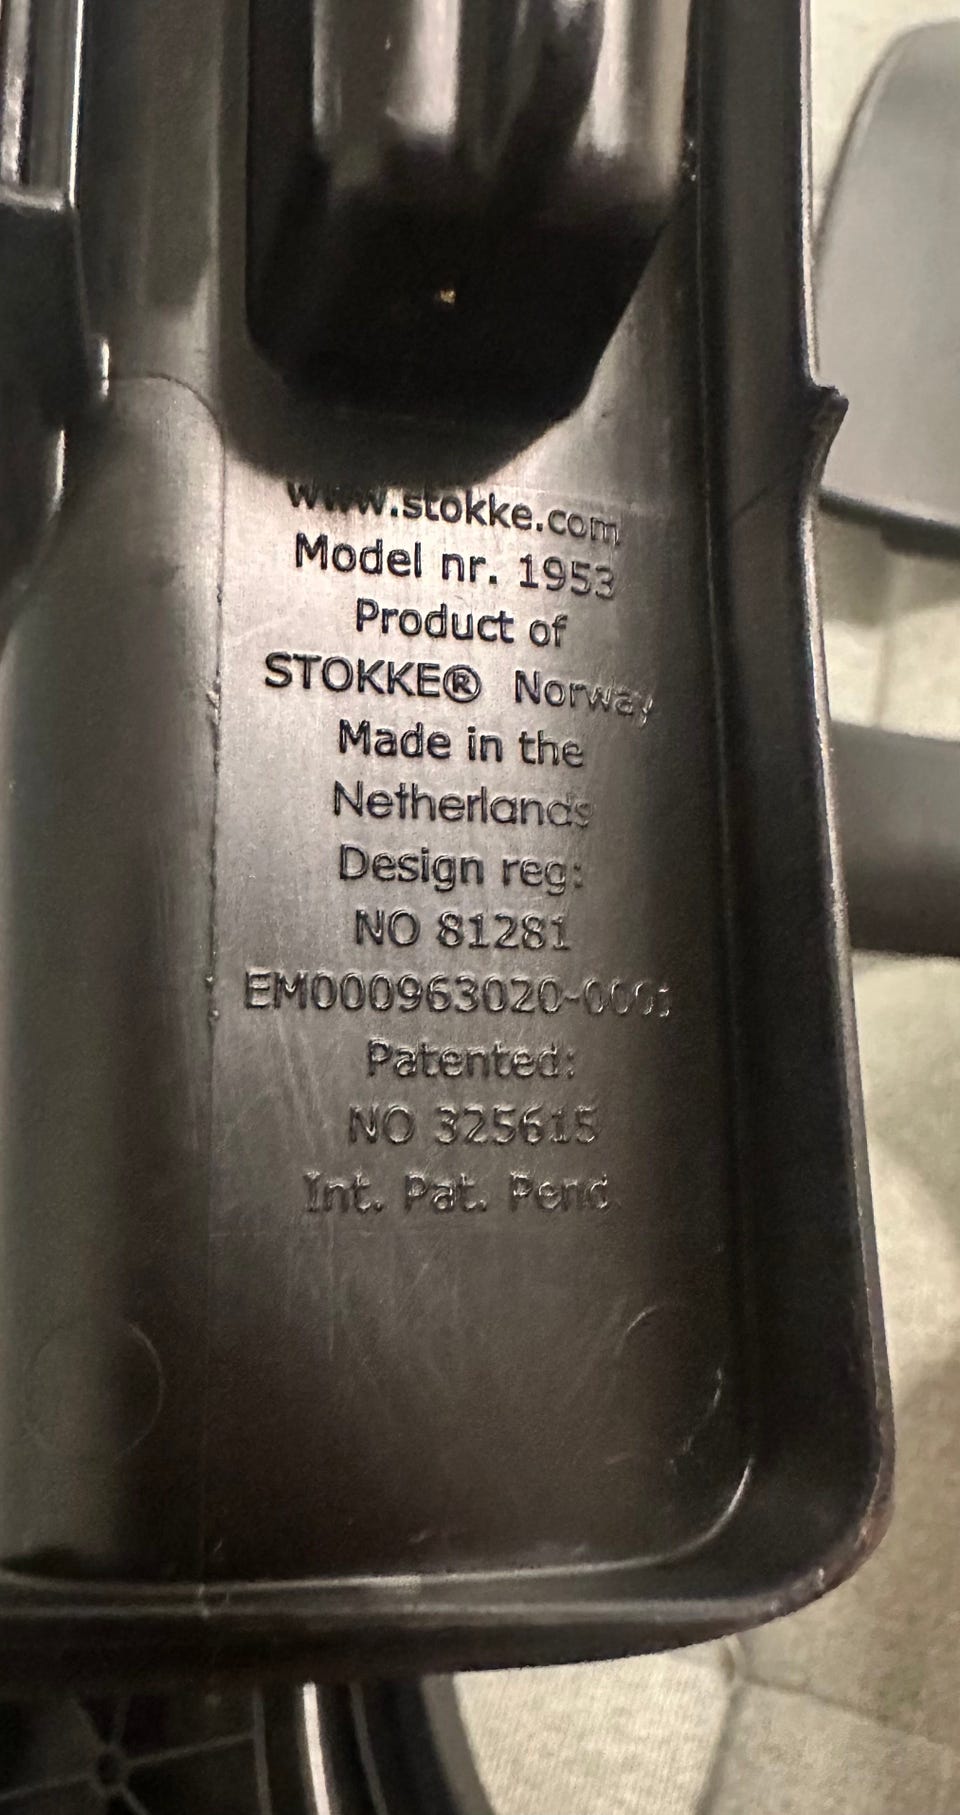 www.stokke.com
Model nr. 1953
Product of
STOKKE® Norway
Made in the
Netherlands
Design reg:
NO 81281
EM000963020-0001
Patented:
NO 325615
Int. Pat. Pend